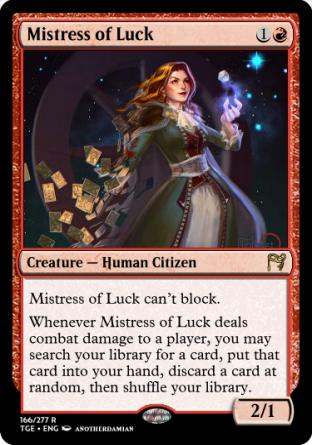 Mistress of Luck 1
Creature — Human Citizen
Mistress of Luck can't block.
Whenever Mistress of Luck deals
combat damage to a player, you may
search your library for a card, put that
card into your hand, discard a card at
random, then shuffle your library.
2/1
166/277 R
TGE • ENG ANOTHERDAMIAN